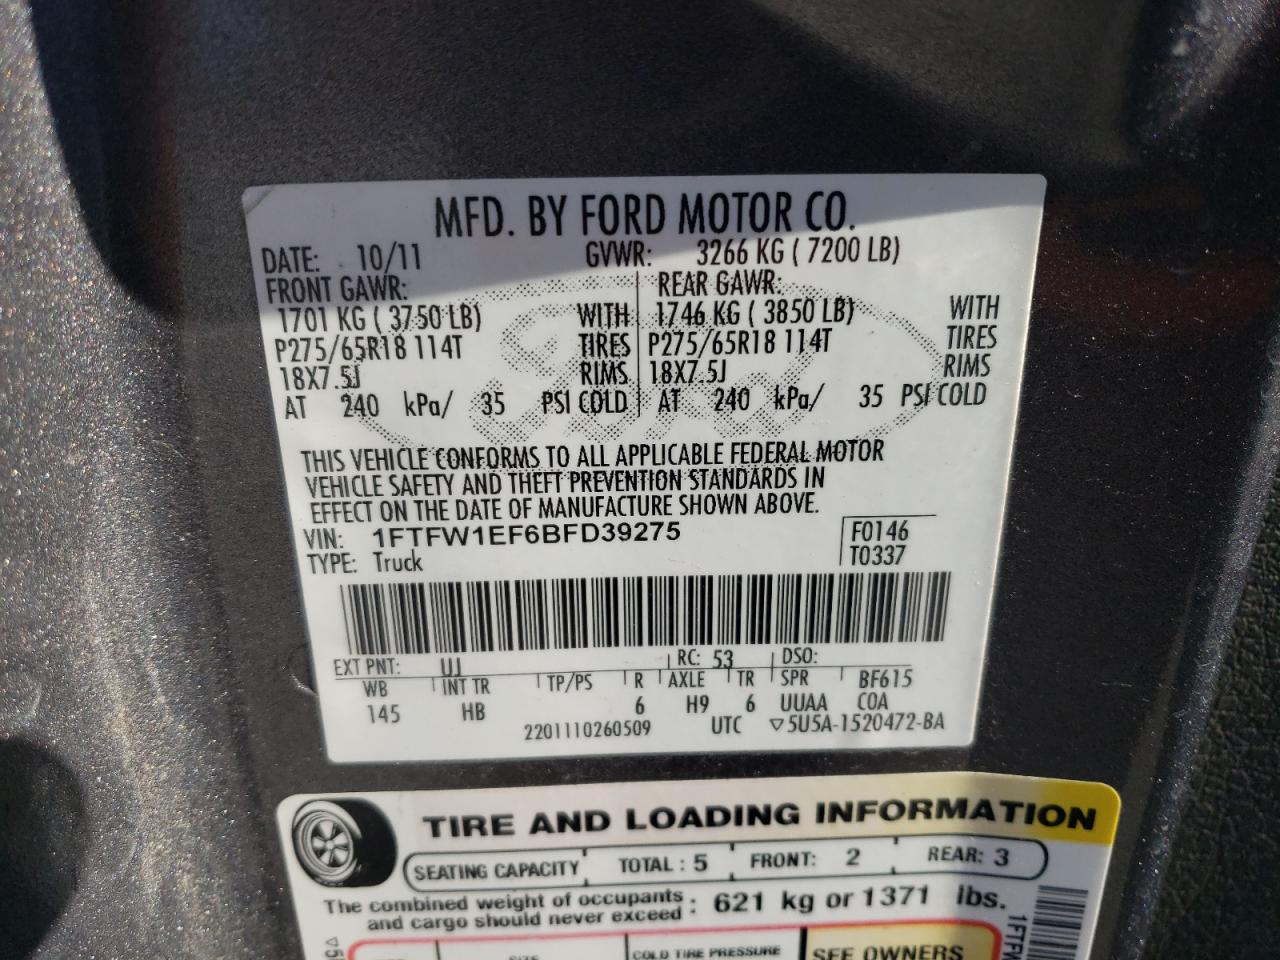 MFD. BY FORD MOTOR CO.
DATE: 10/11 GVWR: 3266 KG ( 7200 LB)
FRONT GAWR: REAR GAWR:
1701 KG ( 3750 LB) WITH 1746 KG ( 3850 LB) WITH
P275/65R18 114T TIRES P275/65R18 114T TIRES
18X7.5J RIMS 18X7.5J RIMS
AT 240 kPa/ 35 PSI COLD AT 240 kPa/ 35 PSI COLD
THIS VEHICLE CONFORMS TO ALL APPLICABLE FEDERAL MOTOR
VEHICLE SAFETY AND THEFT PREVENTION STANDARDS IN
EFFECT ON THE DATE OF MANUFACTURE SHOWN ABOVE.
VIN: 1FTFW1EF6BFD39275 F0146
TYPE: Truck T0337
EXT PNT: UJ RC: 53 DSO:
WB INT TR TP/PS R AXLE TR SPR BF615
145 HB 6 H9 6 UUAA COA
2201110260509 UTC ▽5U5A-1520472-BA
TIRE AND LOADING INFORMATION
SEATING CAPACITY TOTAL : 5 FRONT: 2 REAR: 3
The combined weight of occupants and cargo should never exceed : 621 kg or 1371 lbs.
COLD TIRE PRESSURE SEE OWNERS